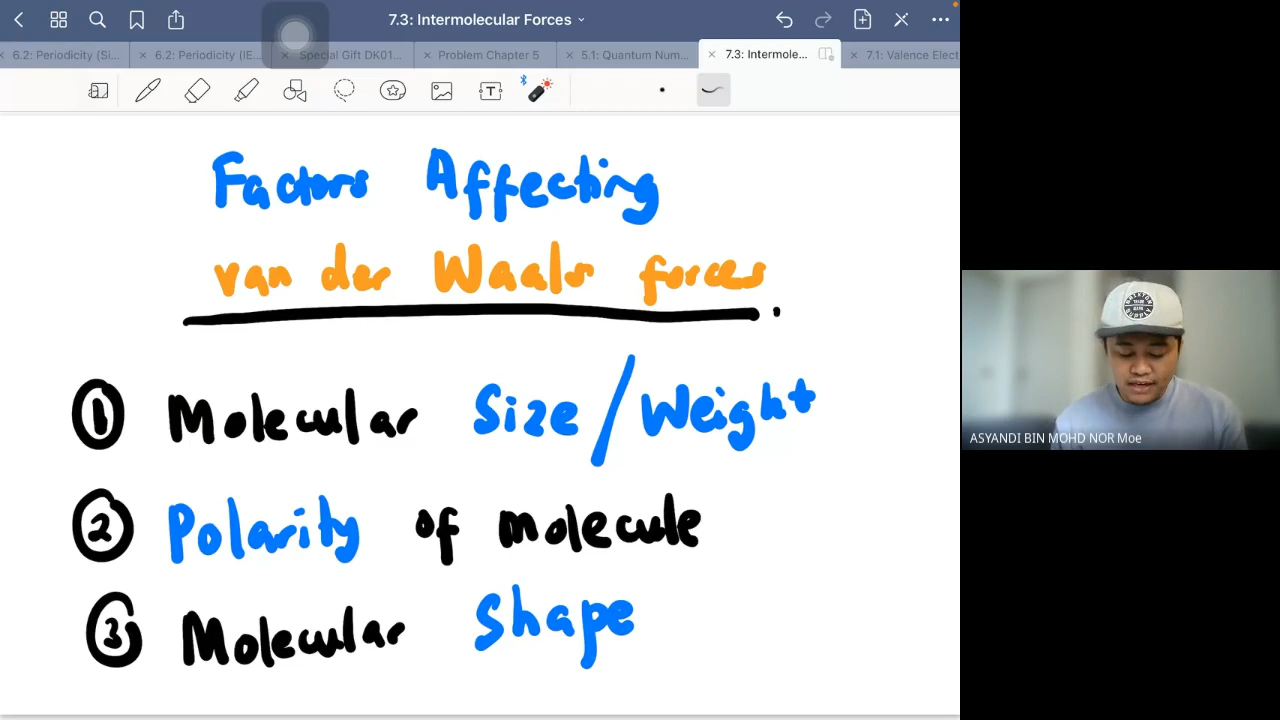 7.3: Intermolecular Forces
6.2: Periodicity (Si...
6.2: Periodicity (IE...
Special Gift DK01...
Problem Chapter 5
5.1: Quantum Num...
7.3: Intermole...
7.1: Valence Elect
T
Factors Affecting
van der Waals forces.
1 Molecular Size/Weight
2 Polarity of molecule
3 Molecular Shape
ASYANDI BIN MOHD NOR Moe